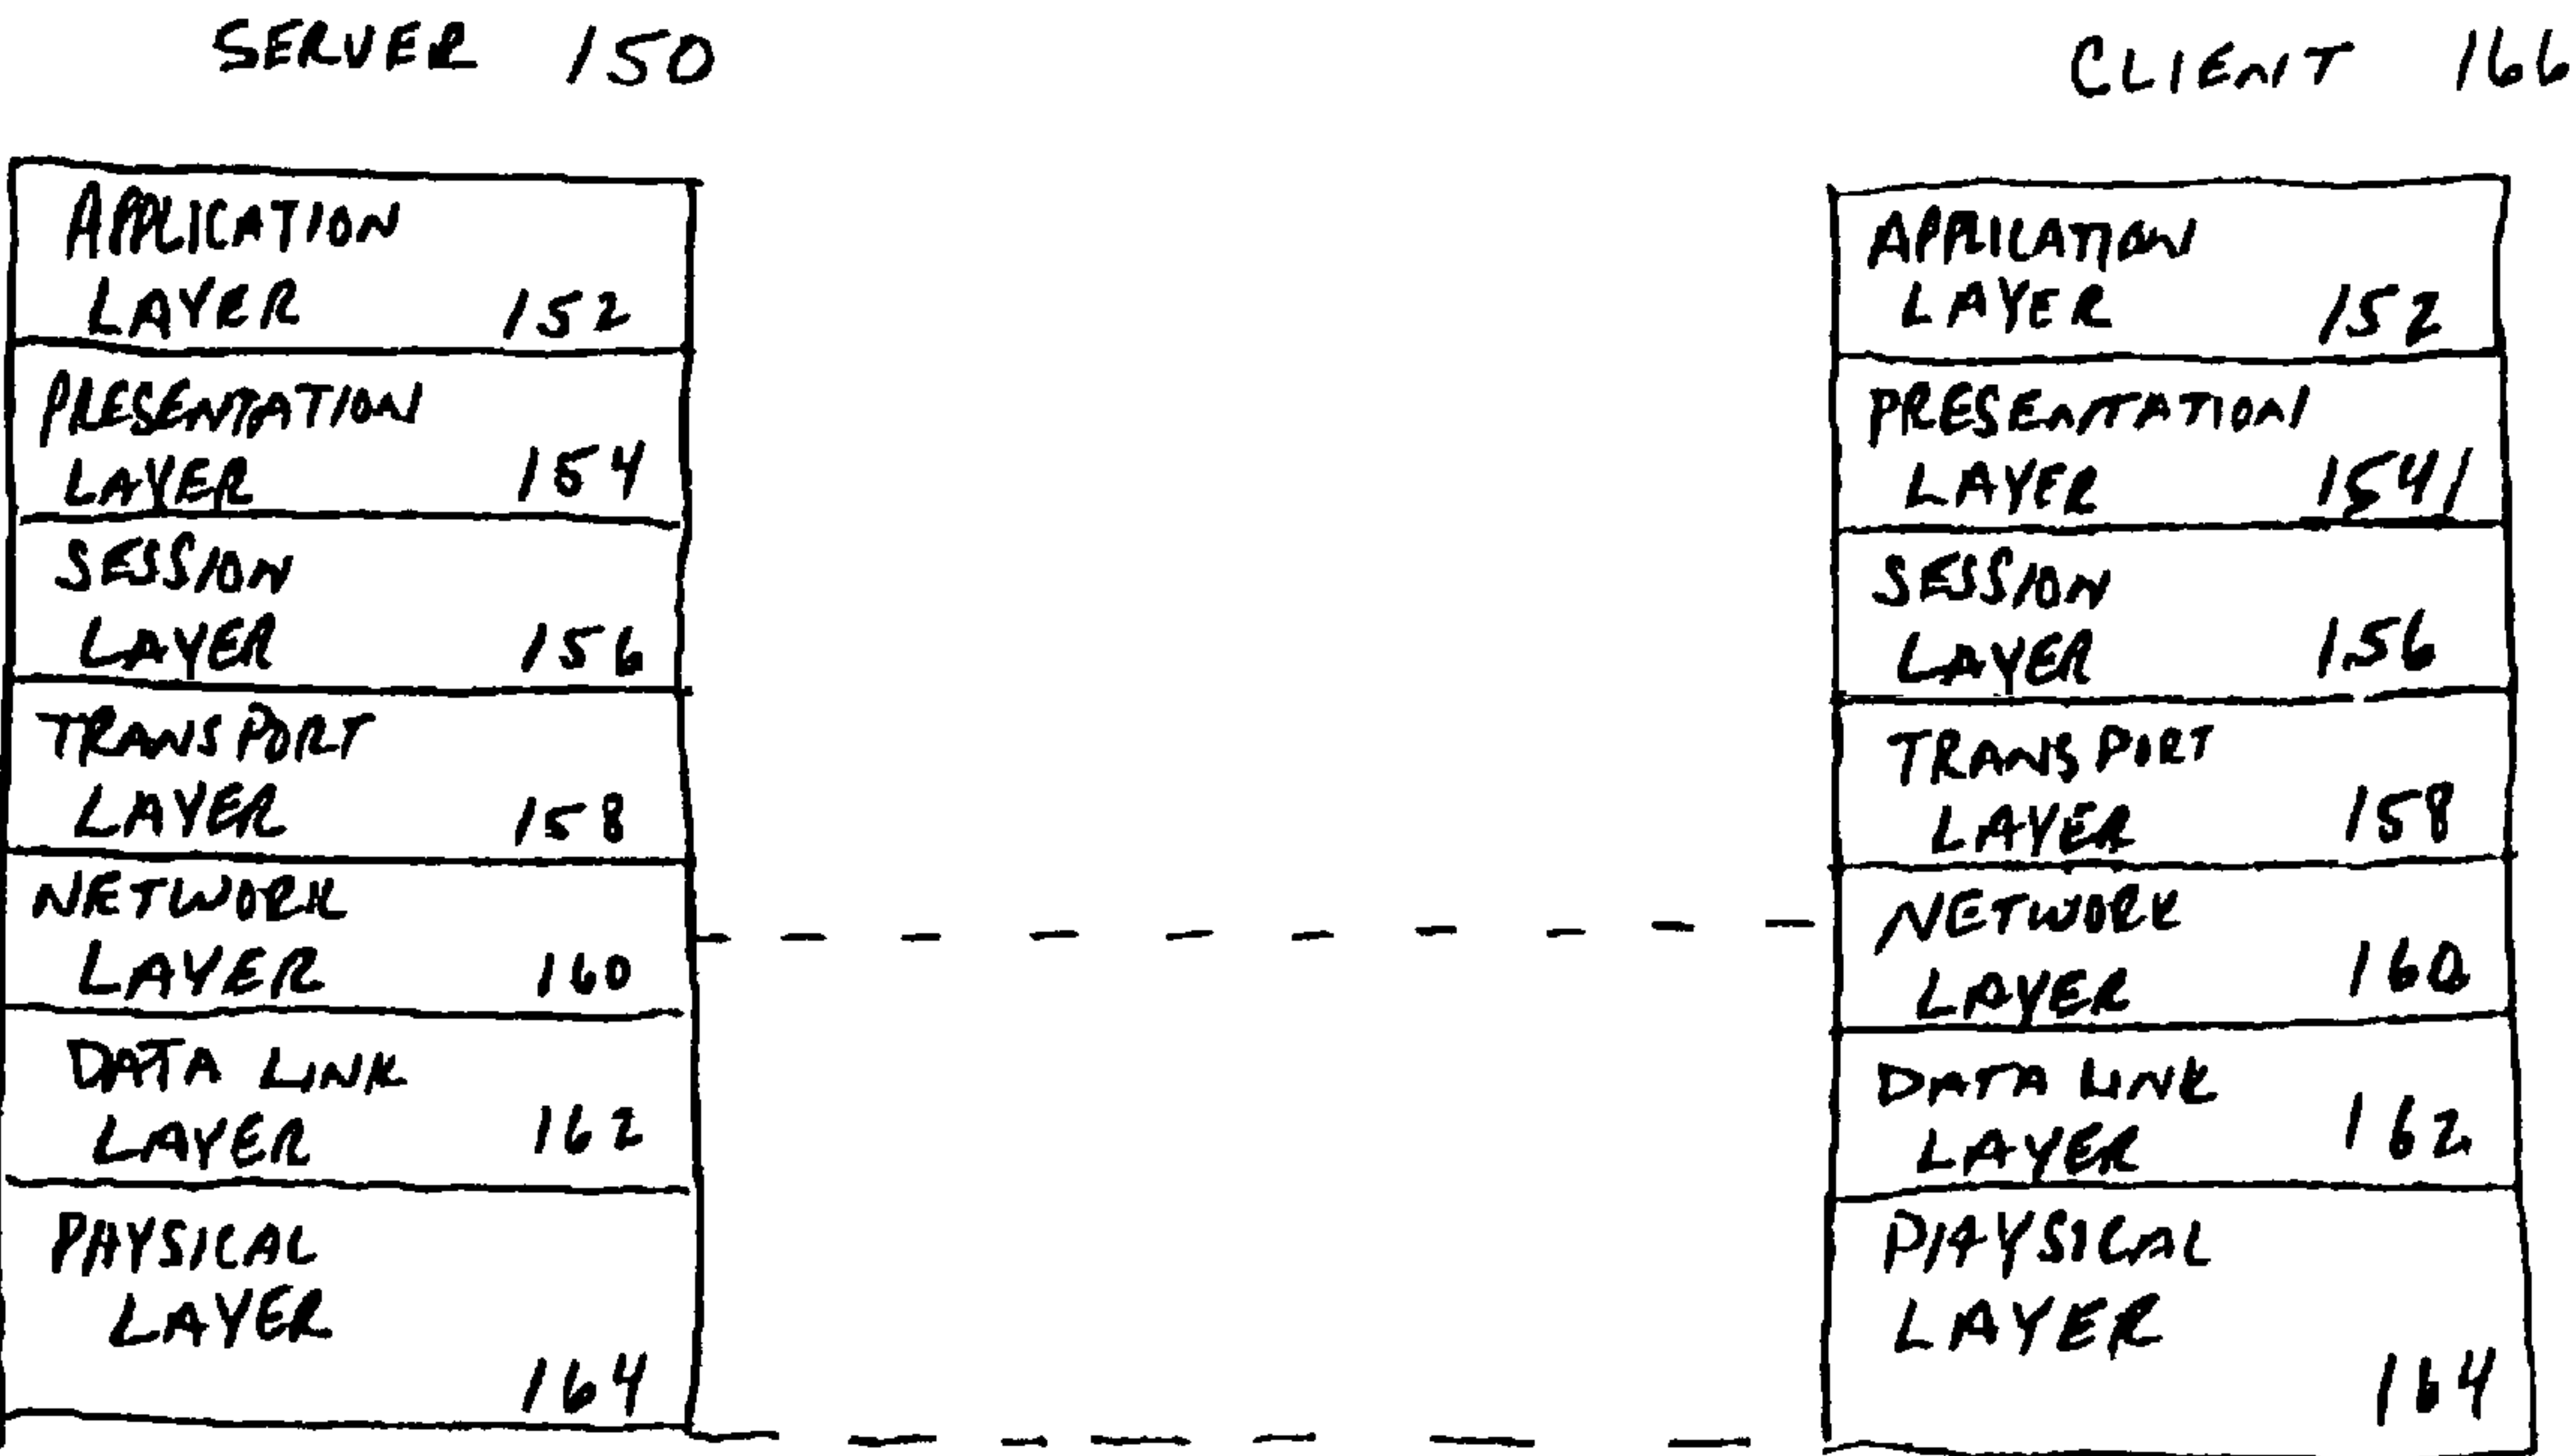 SERVER 150
CLIENT 166
APPLICATION
LAYER 152
PRESENTATION
LAYER 154
SESSION
LAYER 156
TRANSPORT
LAYER 158
NETWORK
LAYER 160
DATA LINK
LAYER 162
PHYSICAL
LAYER
164
APPLICATION
LAYER 152
PRESENTATION
LAYER 154
SESSION
LAYER 156
TRANSPORT
LAYER 158
NETWORK
LAYER 160
DATA LINK
LAYER 162
PHYSICAL
LAYER
164